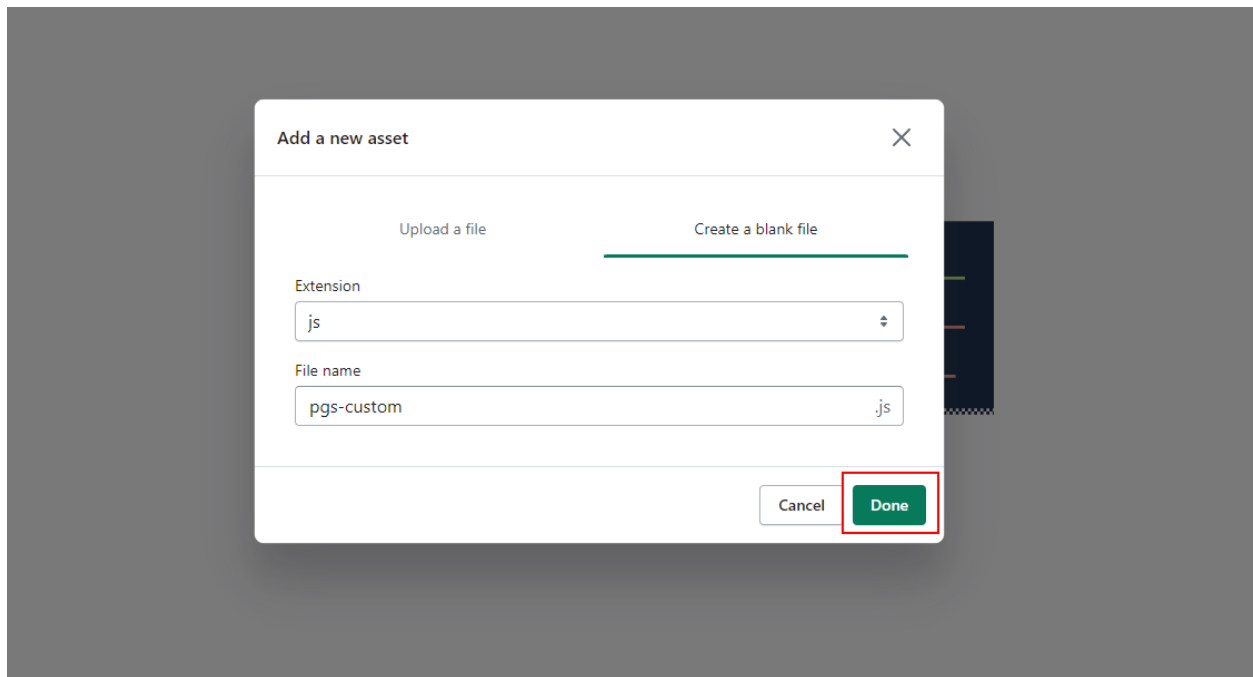 Add a new asset
Upload a file
Create a blank file
Extension
js
File name
pgs-custom .js
Cancel Done